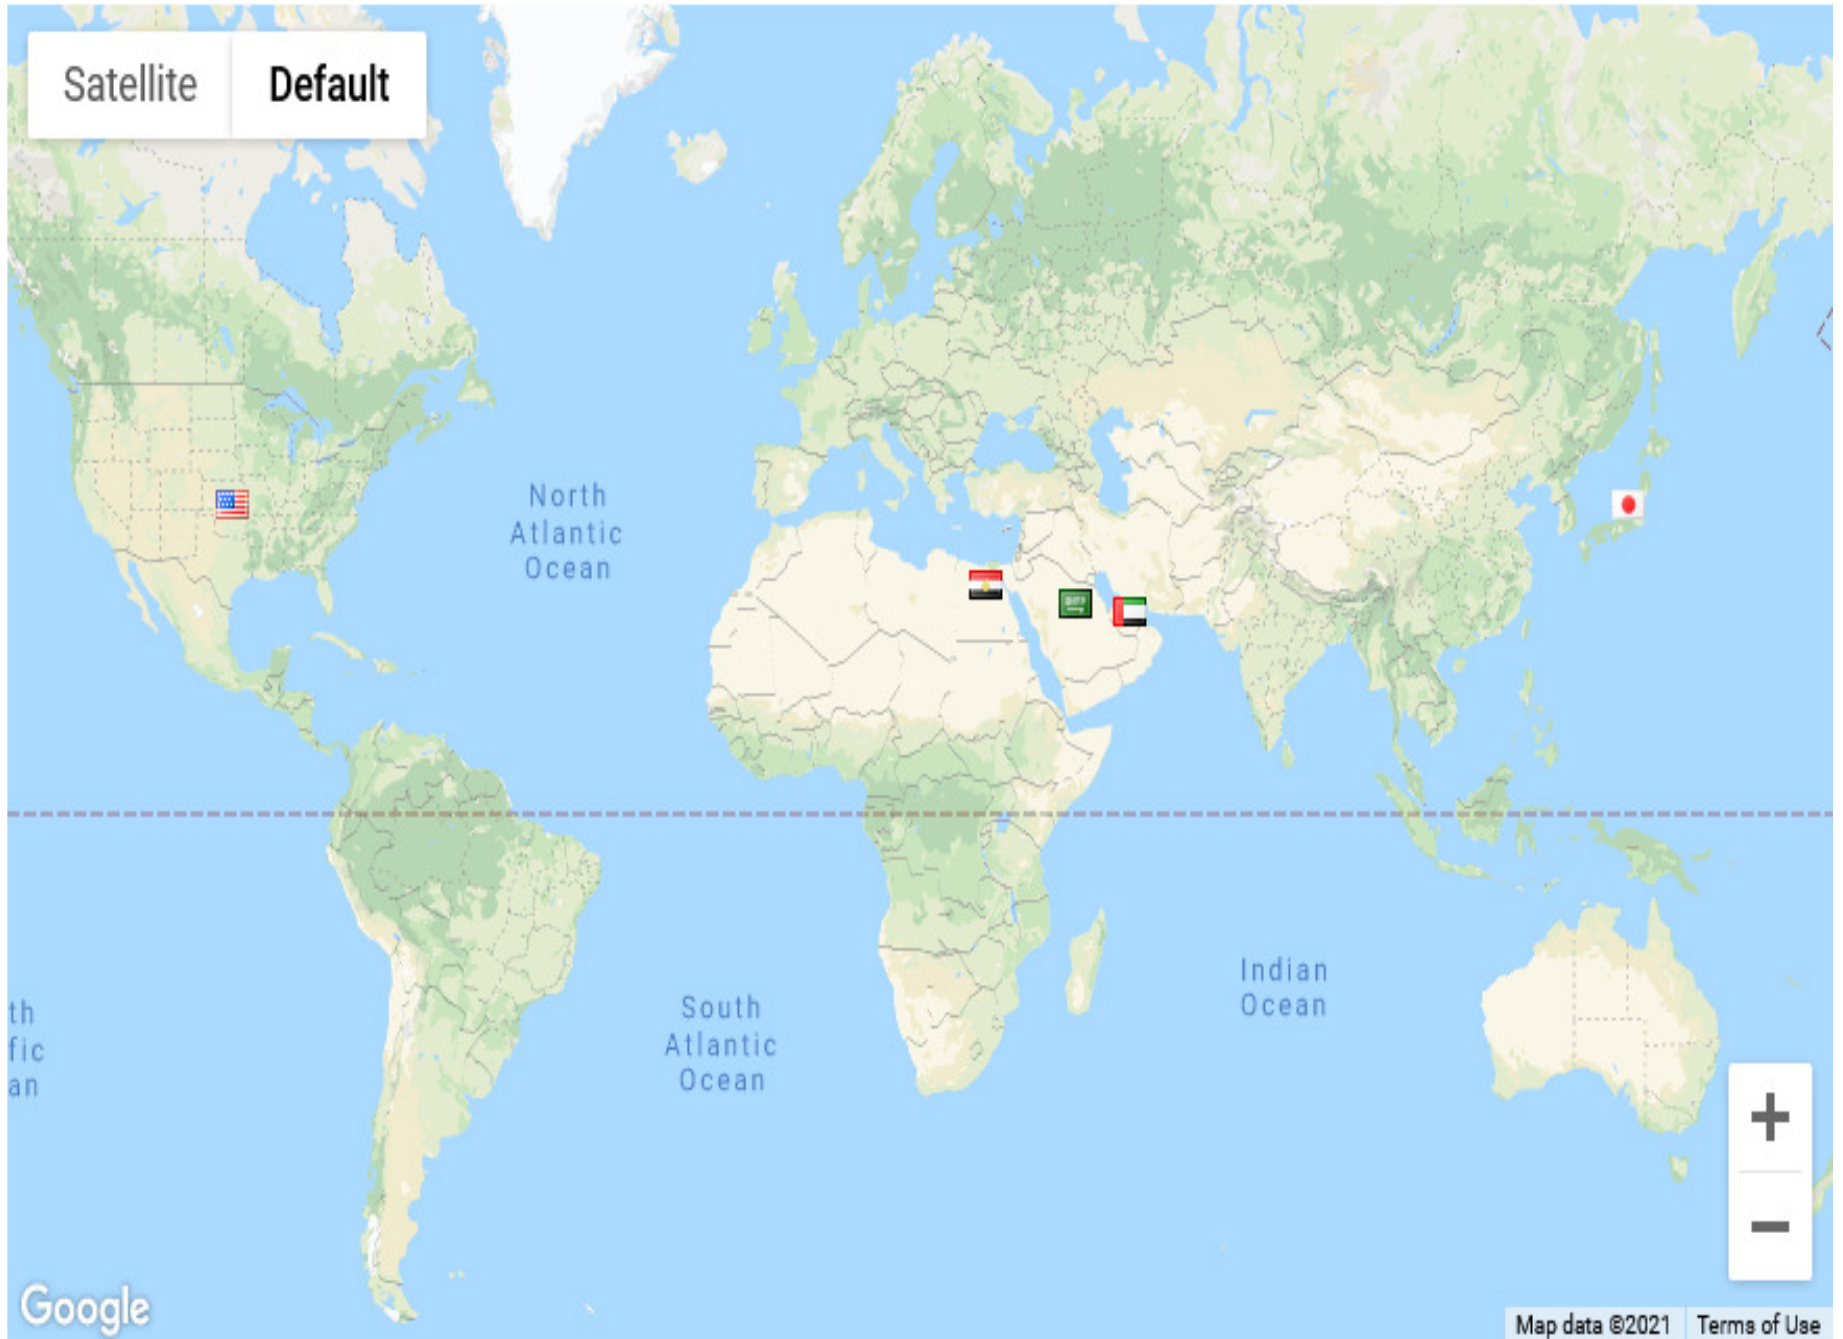 Satellite
Default
North
Atlantic
Ocean
South
Atlantic
Ocean
Indian
Ocean
th
fic
an
Google
Map data ©2021
Terms of Use